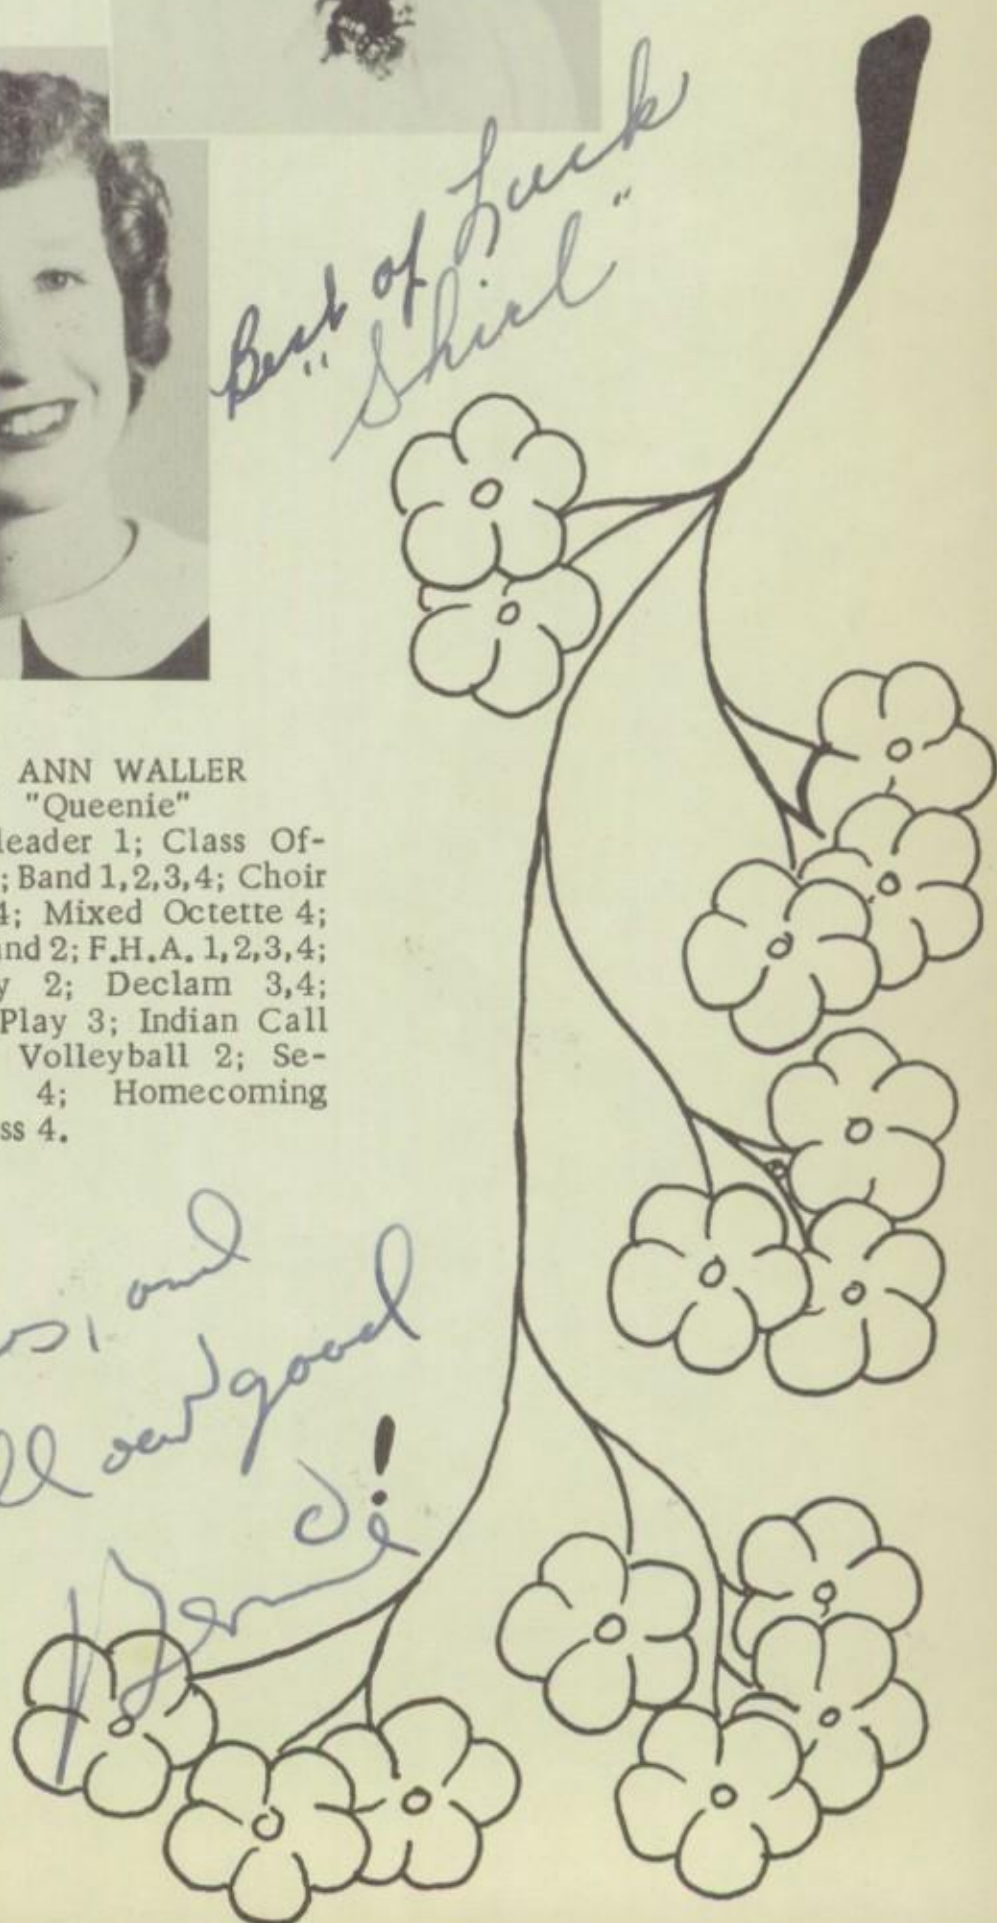 Best of Luck
"Shirl"
ANN WALLER
"Queenie"
leader 1; Class Of-
; Band 1,2,3,4; Choir
4; Mixed Octette 4;
and 2; F.H.A. 1,2,3,4;
y 2; Declam 3,4;
Play 3; Indian Call
Volleyball 2; Se-
4; Homecoming
ss 4.
and
good
!